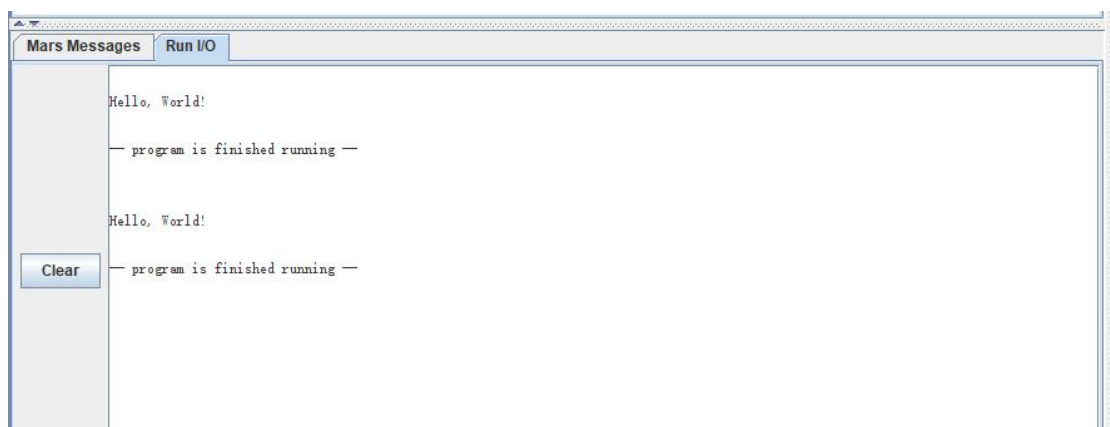 Mars Messages Run I/O
Hello, World!
— program is finished running —
Hello, World!
Clear — program is finished running —